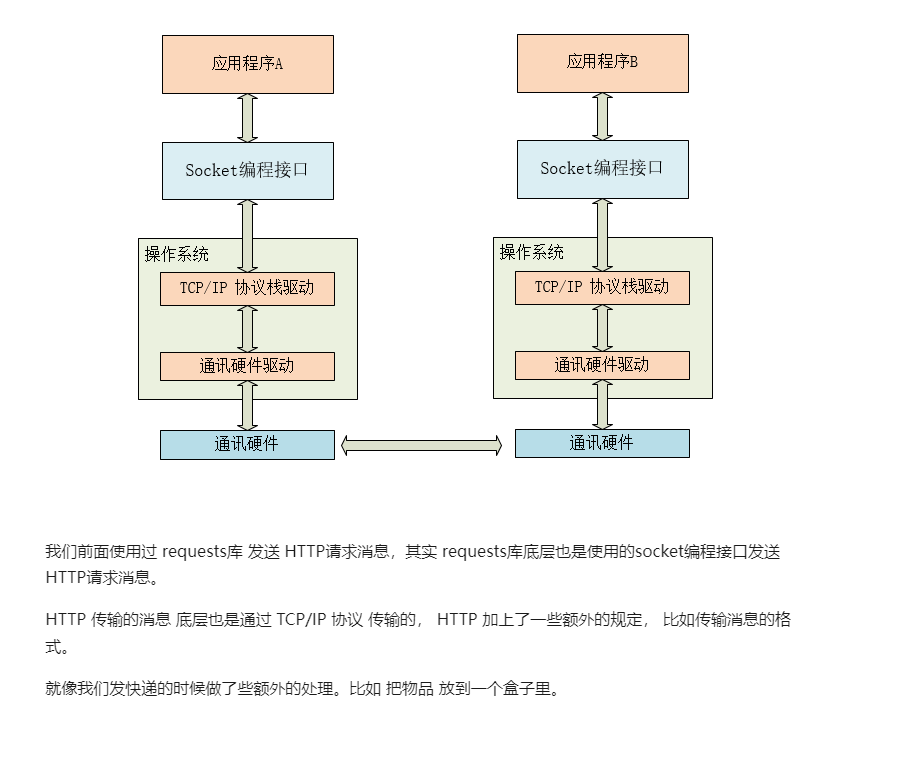 应用程序A
应用程序B
Socket编程接口
Socket编程接口
操作系统
操作系统
TCP/IP 协议栈驱动
TCP/IP 协议栈驱动
通讯硬件驱动
通讯硬件驱动
通讯硬件
通讯硬件
我们前面使用过 requests库 发送 HTTP请求消息，其实 requests库底层也是使用的socket编程接口发送
HTTP请求消息。
HTTP 传输的消息 底层也是通过 TCP/IP 协议 传输的， HTTP 加上了一些额外的规定， 比如传输消息的格
式。
就像我们发快递的时候做了些额外的处理。比如 把物品 放到一个盒子里。